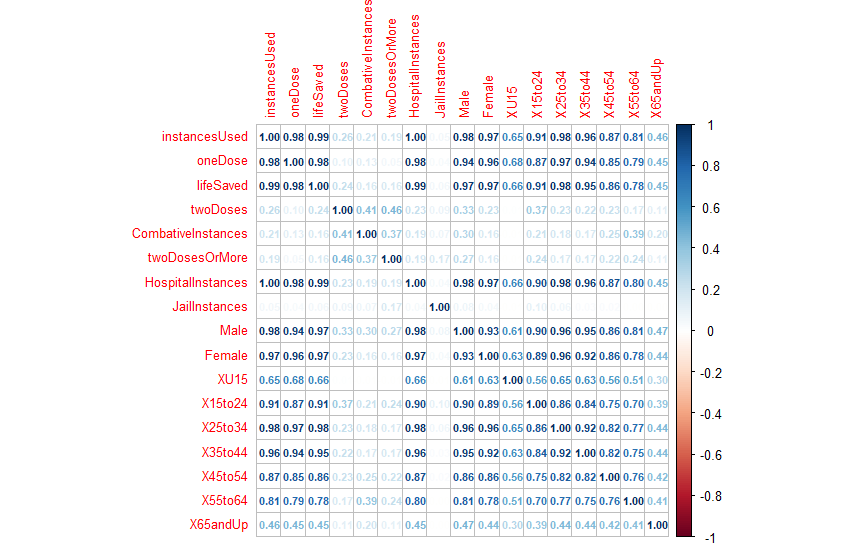 instancesUsed
oneDose
lifeSaved
twoDoses
CombativeInstances
twoDosesOrMore
HospitalInstances
JailInstances
Male
Female
XU15
X15to24
X25to34
X35to44
X45to54
X55to64
X65andUp
instancesUsed 1.00 0.98 0.99 0.26 0.21 0.19 1.00 0.98 0.97 0.65 0.91 0.98 0.96 0.87 0.81 0.46 1
oneDose 0.98 1.00 0.98 0.10 0.13 0.98 0.94 0.96 0.68 0.87 0.97 0.94 0.85 0.79 0.45 0.8
lifeSaved 0.99 0.98 1.00 0.24 0.16 0.16 0.99 0.97 0.97 0.66 0.91 0.98 0.95 0.86 0.78 0.45
twoDoses 0.26 0.10 0.24 1.00 0.41 0.46 0.23 0.09 0.33 0.23 0.37 0.23 0.22 0.23 0.17 0.11 0.6
CombativeInstances 0.21 0.13 0.16 0.41 1.00 0.37 0.19 0.07 0.30 0.16 0.21 0.18 0.17 0.25 0.39 0.20 0.4
twoDosesOrMore 0.19 0.16 0.46 0.37 1.00 0.19 0.17 0.27 0.16 0.24 0.17 0.17 0.22 0.24 0.11
HospitalInstances 1.00 0.98 0.99 0.23 0.19 0.19 1.00 0.98 0.97 0.66 0.90 0.98 0.96 0.87 0.80 0.45 0.2
JailInstances 0.09 0.07 0.17 1.00 0.10
Male 0.98 0.94 0.97 0.33 0.30 0.27 0.98 1.00 0.93 0.61 0.90 0.96 0.95 0.86 0.81 0.47 0
Female 0.97 0.96 0.97 0.23 0.16 0.16 0.97 0.93 1.00 0.63 0.89 0.96 0.92 0.86 0.78 0.44 -0.2
XU15 0.65 0.68 0.66 0.66 0.61 0.63 1.00 0.56 0.65 0.63 0.56 0.51 0.30
X15to24 0.91 0.87 0.91 0.37 0.21 0.24 0.90 0.10 0.90 0.89 0.56 1.00 0.86 0.84 0.75 0.70 0.39 -0.4
X25to34 0.98 0.97 0.98 0.23 0.18 0.17 0.98 0.96 0.96 0.65 0.86 1.00 0.92 0.82 0.77 0.44
X35to44 0.96 0.94 0.95 0.22 0.17 0.17 0.96 0.95 0.92 0.63 0.84 0.92 1.00 0.82 0.75 0.44 -0.6
X45to54 0.87 0.85 0.86 0.23 0.25 0.22 0.87 0.86 0.86 0.56 0.75 0.82 0.82 1.00 0.76 0.42
X55to64 0.81 0.79 0.78 0.17 0.39 0.24 0.80 0.81 0.78 0.51 0.70 0.77 0.75 0.76 1.00 0.41 -0.8
X65andUp 0.46 0.45 0.45 0.11 0.20 0.11 0.45 0.47 0.44 0.30 0.39 0.44 0.44 0.42 0.41 1.00 -1